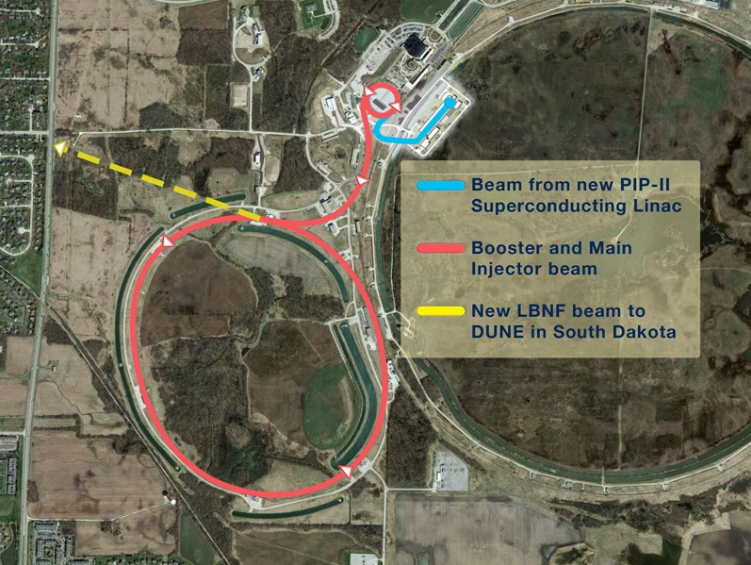 Beam from new PIP-II
Superconducting Linac
Booster and Main
Injector beam
New LBNF beam to
DUNE in South Dakota